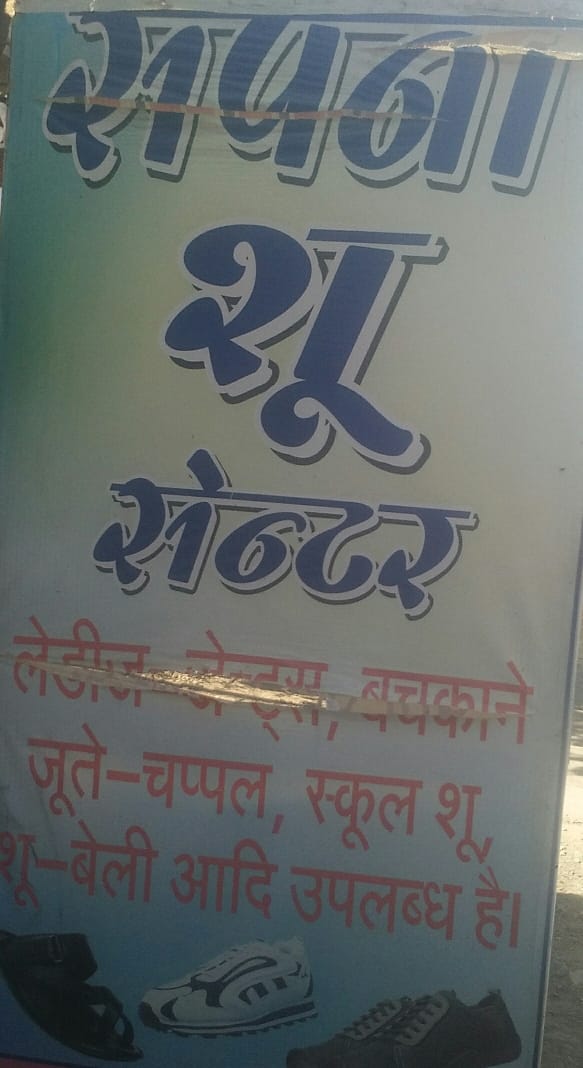 सपना
शू
सेन्टर
लेडीज-जेन्ट्स, बचकाने
जूते-चप्पल, स्कूल शू,
शू-बेली आदि उपलब्ध है।